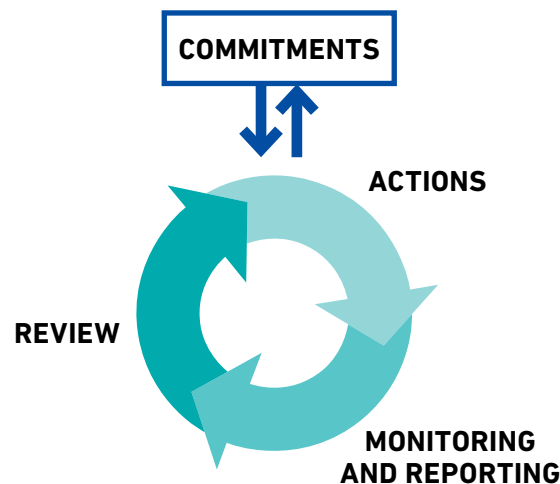 COMMITMENTS
ACTIONS
REVIEW
MONITORING
AND REPORTING